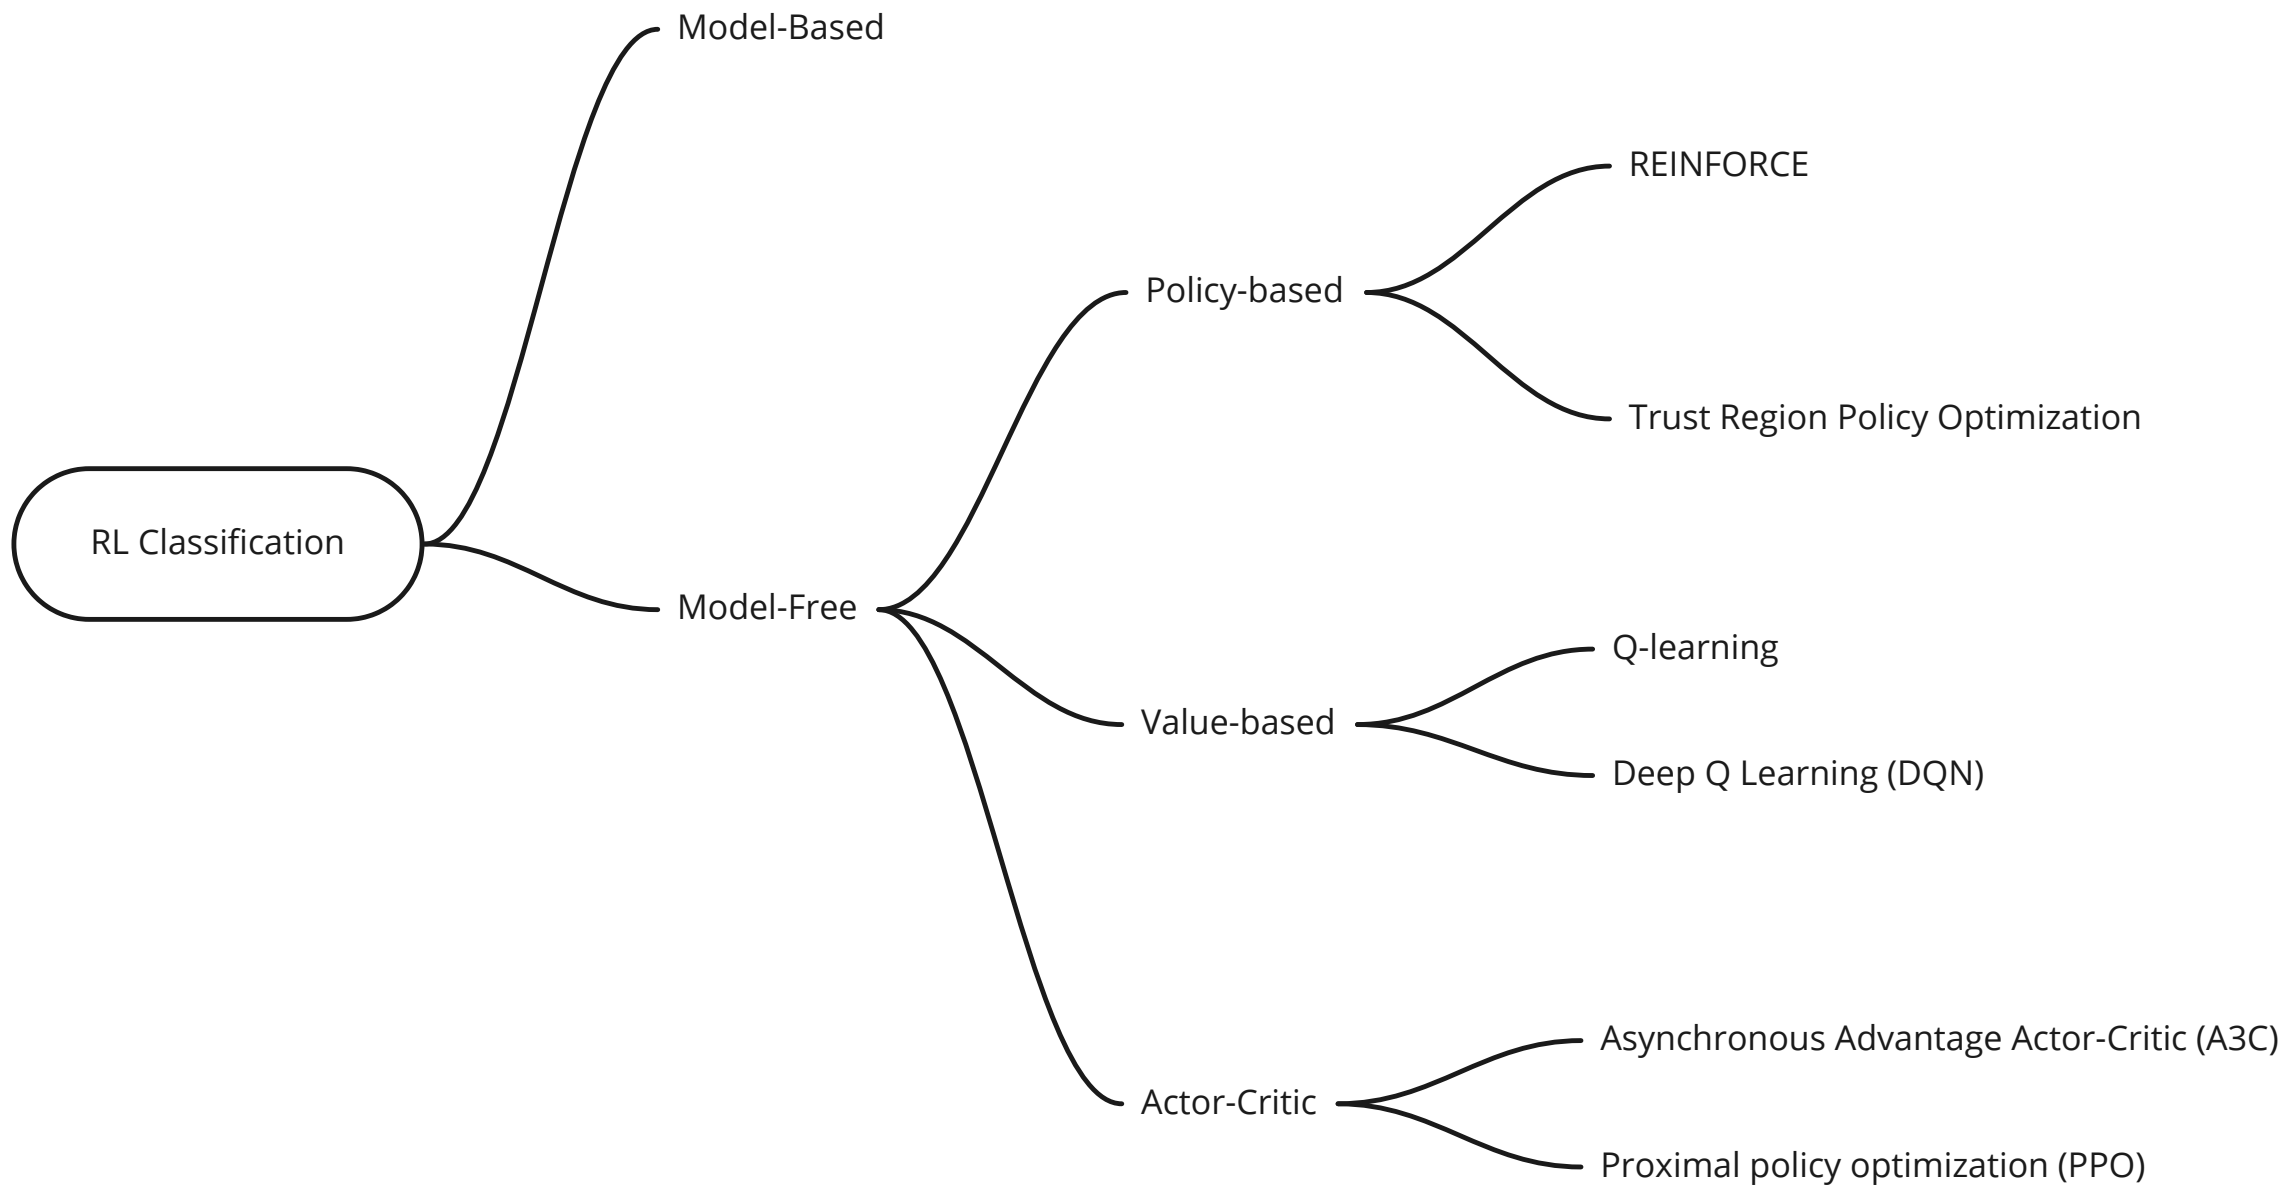 RL Classification
Model-Based
Model-Free
Policy-based
REINFORCE
Trust Region Policy Optimization
Value-based
Q-learning
Deep Q Learning (DQN)
Actor-Critic
Asynchronous Advantage Actor-Critic (A3C)
Proximal policy optimization (PPO)